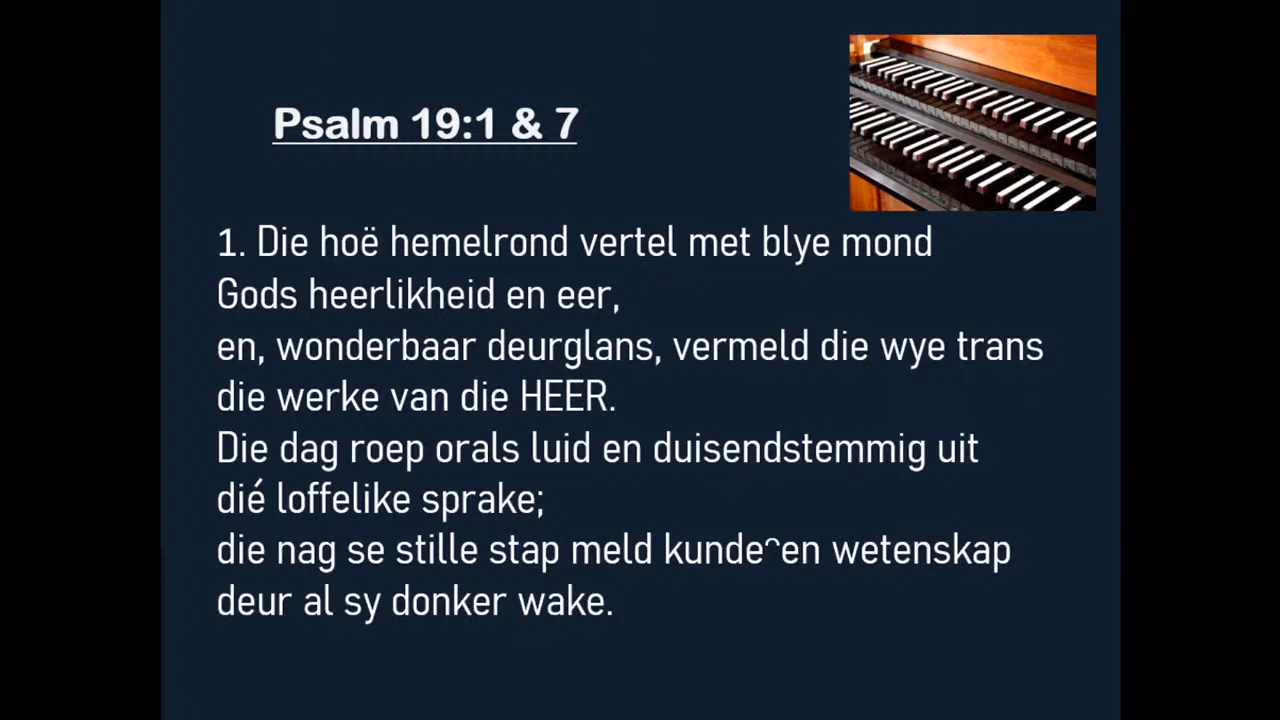 Psalm 19:1 & 7
1. Die hoë hemelrond vertel met blye mond
Gods heerlikheid en eer,
en, wonderbaar deurglans, vermeld die wye trans
die werke van die HEER.
Die dag roep orals luid en duisendstemmig uit
dié loffelike sprake;
die nag se stille stap meld kunde⌒en wetenskap
deur al sy donker wake.